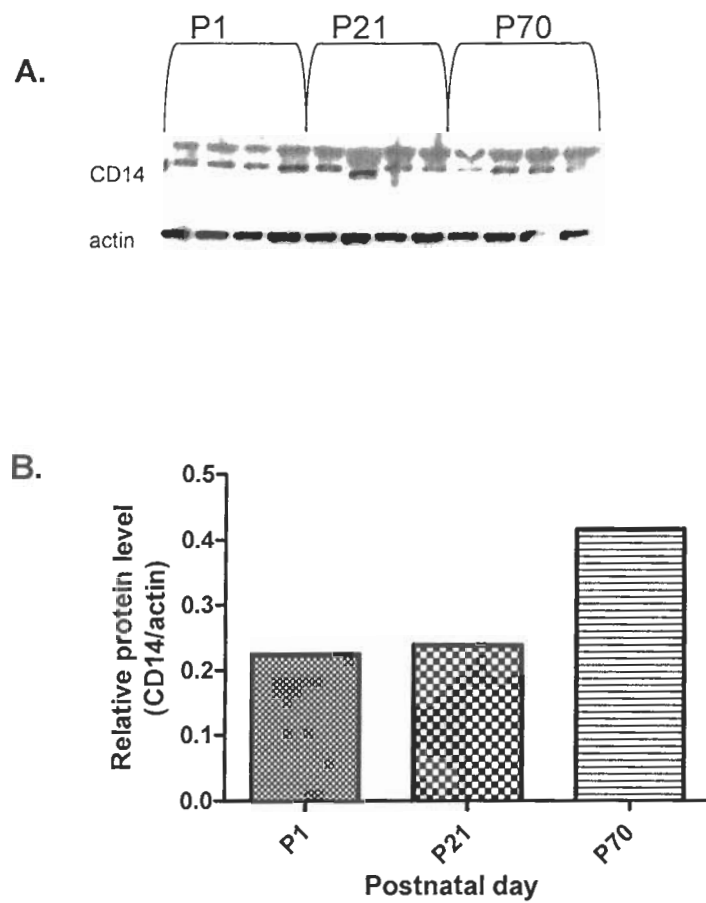 P1 P21 P70
A.
CD14
actin
B.
0.5
0.4
0.3
0.2
0.1
0.0
Relative protein level
(CD14/actin)
P1 P21 P70
Postnatal day